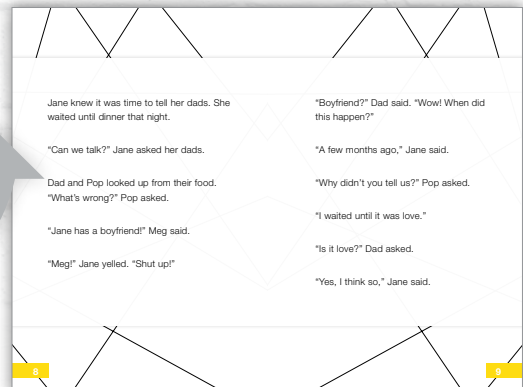 Jane knew it was time to tell her dads. She
waited until dinner that night.
“Can we talk?” Jane asked her dads.
Dad and Pop looked up from their food.
“What’s wrong?” Pop asked.
“Jane has a boyfriend!” Meg said.
“Meg!” Jane yelled. “Shut up!”
8
“Boyfriend?” Dad said. “Wow! When did
this happen?”
“A few months ago,” Jane said.
“Why didn’t you tell us?” Pop asked.
“I waited until it was love.”
“Is it love?” Dad asked.
“Yes, I think so,” Jane said.
9